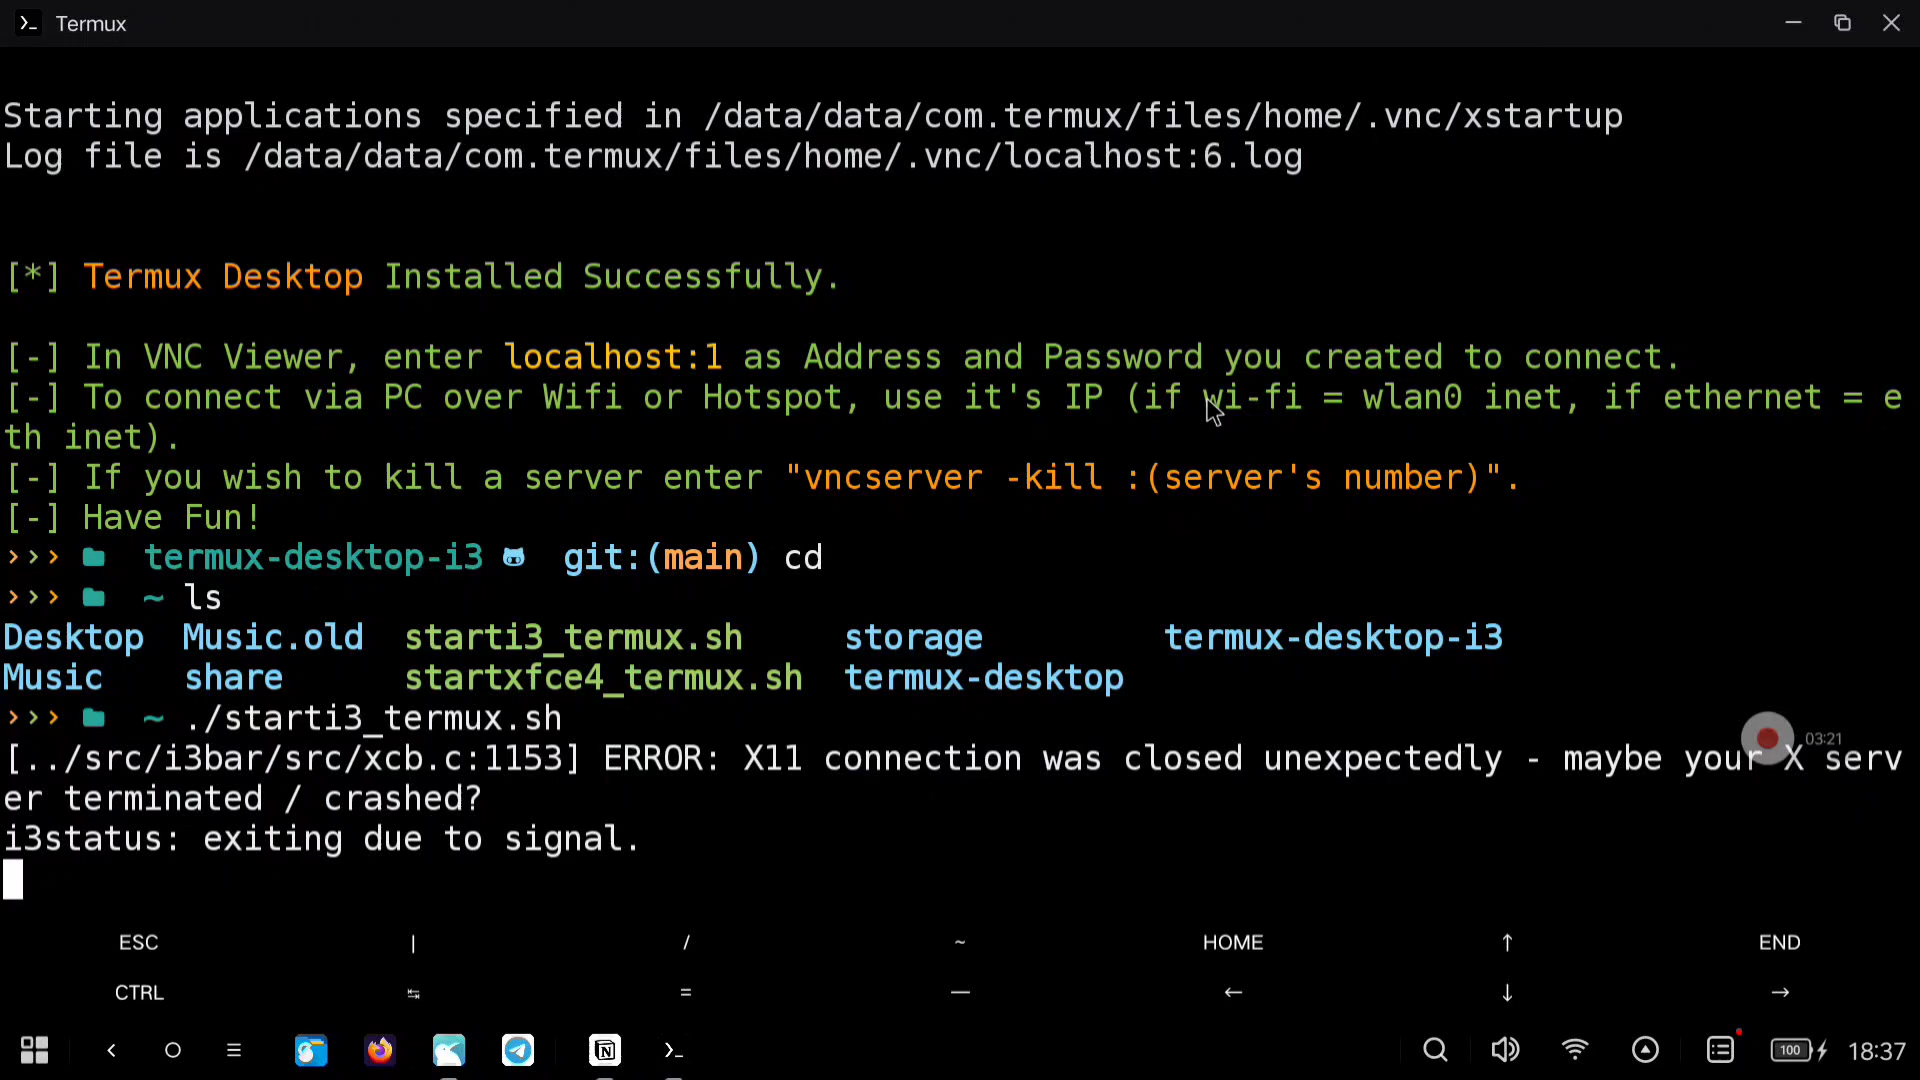 Termux
Starting applications specified in /data/data/com.termux/files/home/.vnc/xstartup
Log file is /data/data/com.termux/files/home/.vnc/localhost:6.log
[*] Termux Desktop Installed Successfully.
[-] In VNC Viewer, enter localhost:1 as Address and Password you created to connect.
[-] To connect via PC over Wifi or Hotspot, use it's IP (if wi-fi = wlan0 inet, if ethernet = e
th inet).
[-] If you wish to kill a server enter "vncserver -kill :(server's number)".
[-] Have Fun!
››› termux-desktop-i3 git:(main) cd
››› ~ ls
Desktop Music.old starti3_termux.sh storage termux-desktop-i3
Music share startxfce4_termux.sh termux-desktop
››› ~ ./starti3_termux.sh
03:21
[../src/i3bar/src/xcb.c:1153] ERROR: X11 connection was closed unexpectedly - maybe your X serv
er terminated / crashed?
i3status: exiting due to signal.
ESC | / ~ HOME ↑ END
CTRL ↹ = — ← ↓ →
100 18:37